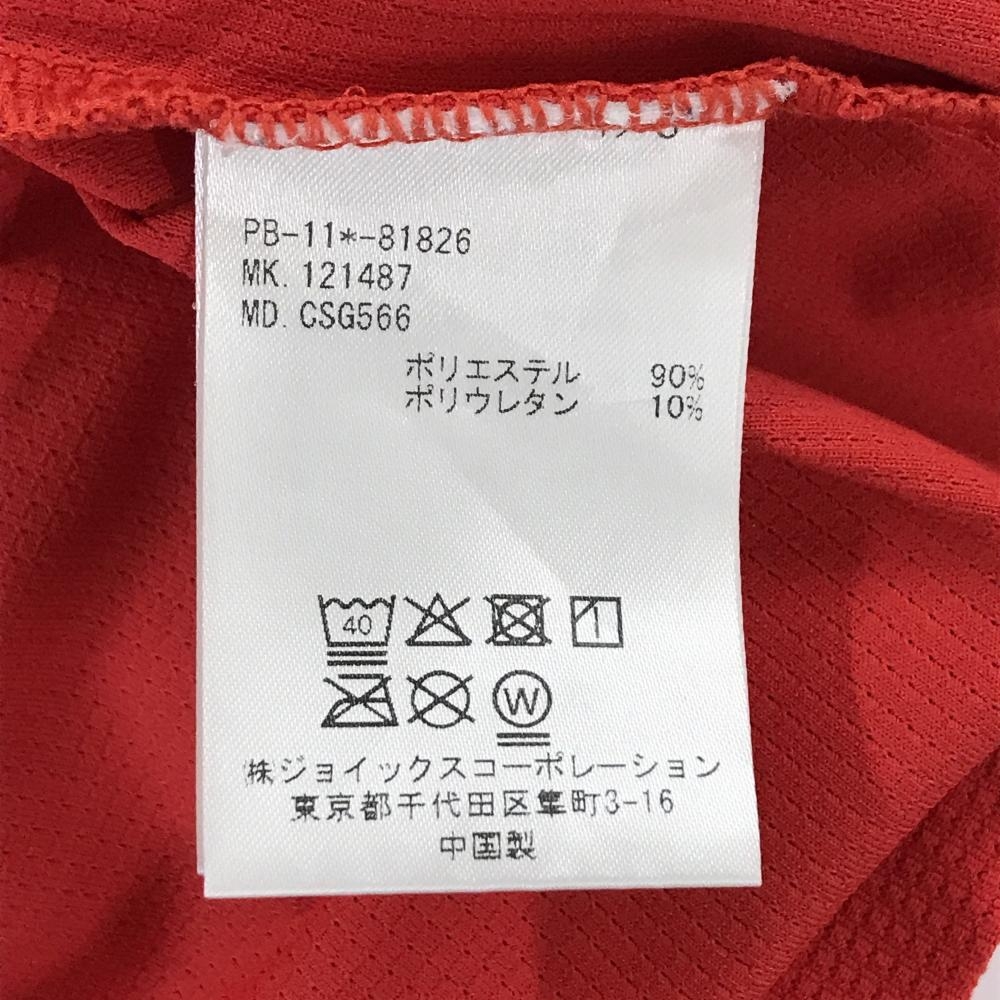 PB-11*-81826
MK. 121487
MD. CSG566
ポリエステル 90%
ポリウレタン 10%
40
W
㈱ジョイックスコーポレーション
東京都千代田区隼町3-16
中国製